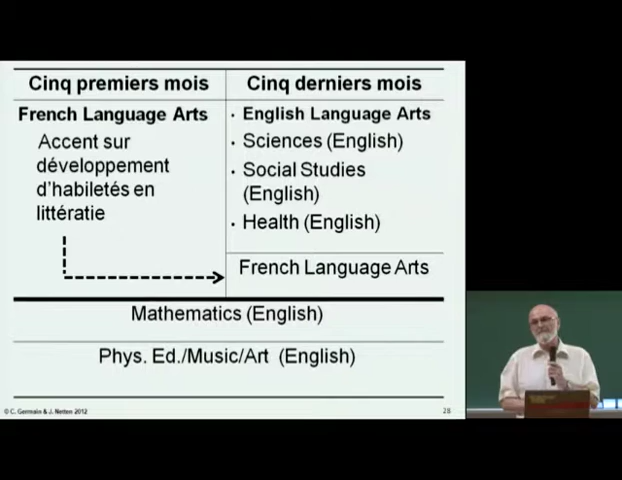 Cinq premiers mois
Cinq derniers mois
French Language Arts
Accent sur
développement
d'habiletés en
littératie
• English Language Arts
• Sciences (English)
• Social Studies
(English)
• Health (English)
French Language Arts
Mathematics (English)
Phys. Ed./Music/Art (English)
© C. Germain & J. Netten 2012
28